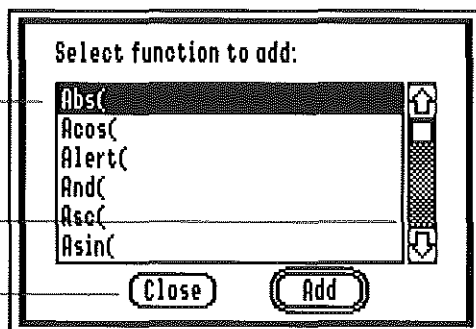 Select function to add:
Abs(
Acos(
Alert(
And(
Asc(
Asin(
Close Add